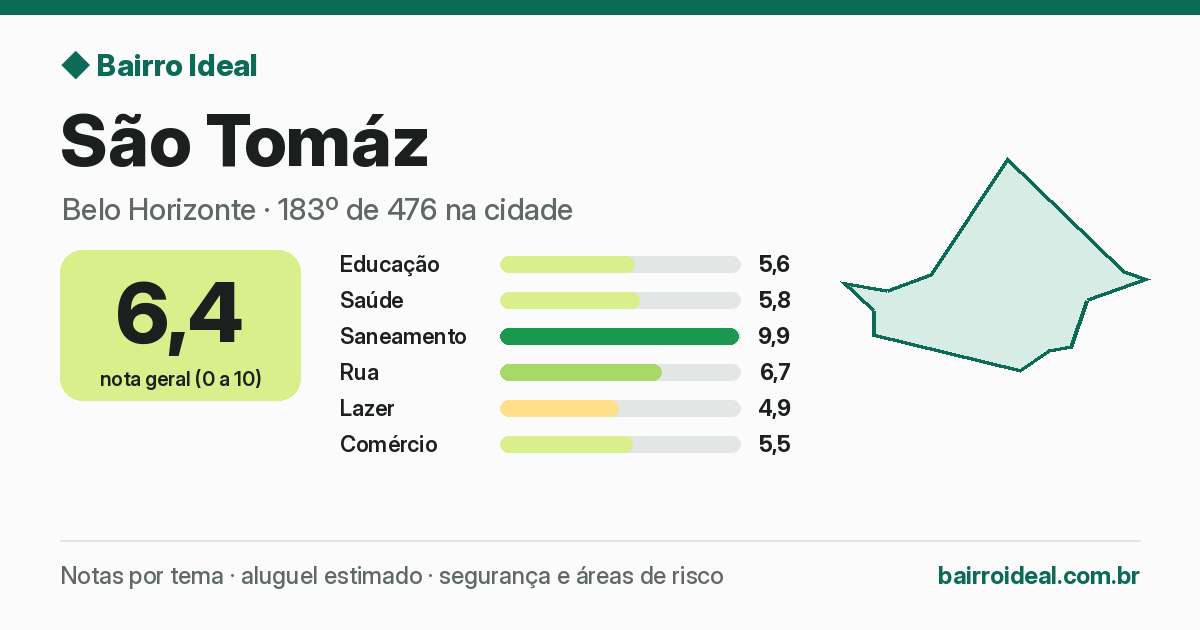 Bairro Ideal
São Tomáz
Belo Horizonte · 183º de 476 na cidade
6,4
nota geral (0 a 10)
Educação 5,6
Saúde 5,8
Saneamento 9,9
Rua 6,7
Lazer 4,9
Comércio 5,5
Notas por tema · aluguel estimado · segurança e áreas de risco
bairroideal.com.br